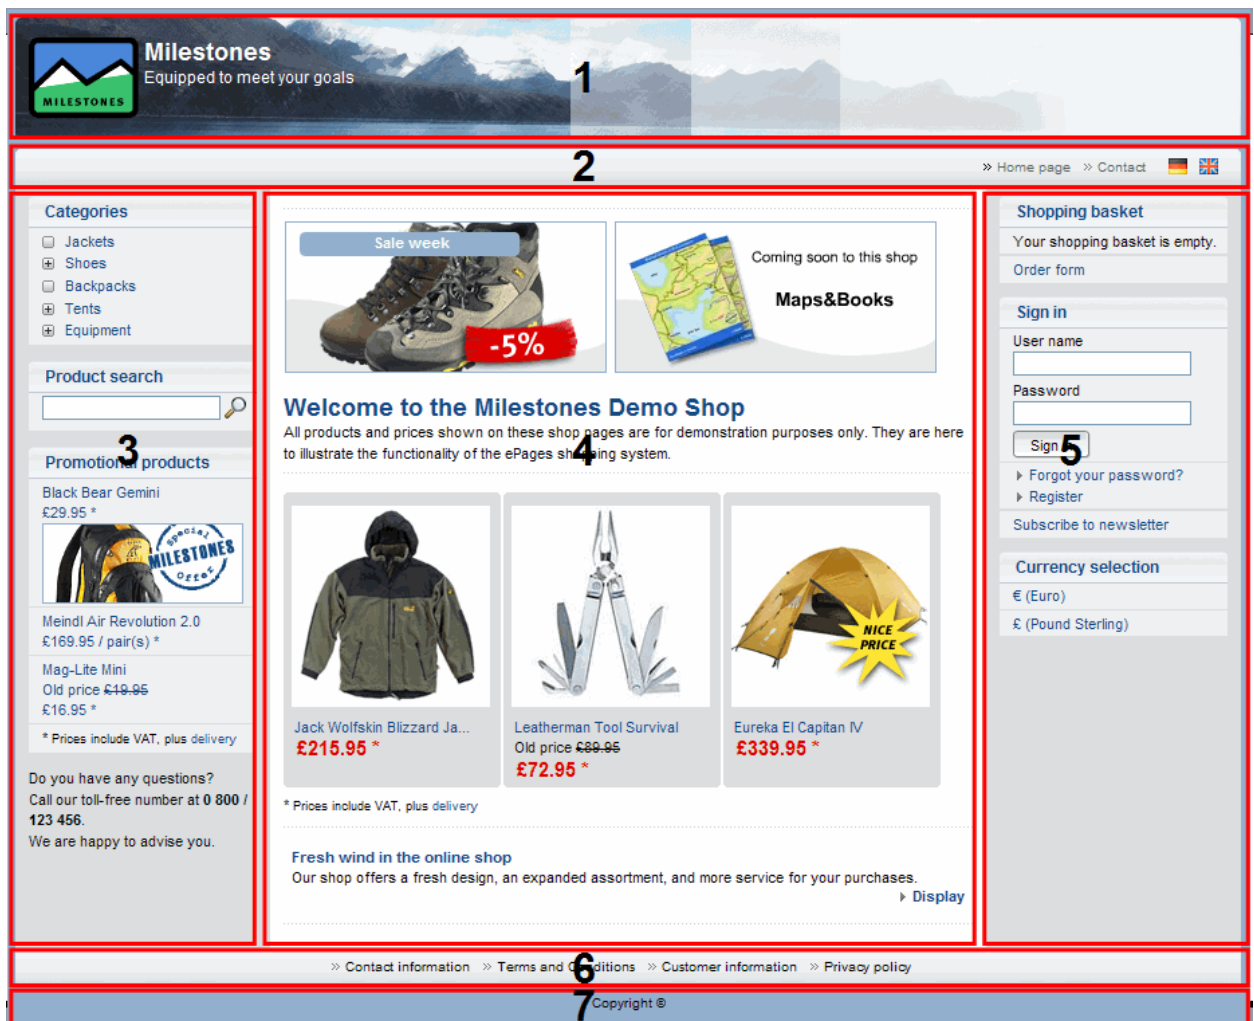 Milestones
Equipped to meet your goals
MILESTONES
1
2
» Home page » Contact
3
Categories
Jackets
Shoes
Backpacks
Tents
Equipment
Product search
Promotional products
Black Bear Gemini
£29.95 *
special
MILESTONES
OFFER
Meindl Air Revolution 2.0
£169.95 / pair(s) *
Mag-Lite Mini
Old price £19.95
£16.95 *
* Prices include VAT, plus delivery
Do you have any questions?
Call our toll-free number at 0 800 /
123 456.
We are happy to advise you.
4
Sale week
-5%
Coming soon to this shop
Maps&Books
Welcome to the Milestones Demo Shop
All products and prices shown on these shop pages are for demonstration purposes only. They are here
to illustrate the functionality of the ePages shopping system.
NICE
PRICE
Jack Wolfskin Blizzard Ja...
£215.95 *
Leatherman Tool Survival
Old price £89.95
£72.95 *
Eureka El Capitan IV
£339.95 *
* Prices include VAT, plus delivery
Fresh wind in the online shop
Our shop offers a fresh design, an expanded assortment, and more service for your purchases.
Display
5
Shopping basket
Your shopping basket is empty.
Order form
Sign in
User name
Password
Sign in
Forgot your password?
Register
Subscribe to newsletter
Currency selection
€ (Euro)
£ (Pound Sterling)
6
» Contact information » Terms and Conditions » Customer information » Privacy policy
7
Copyright ©